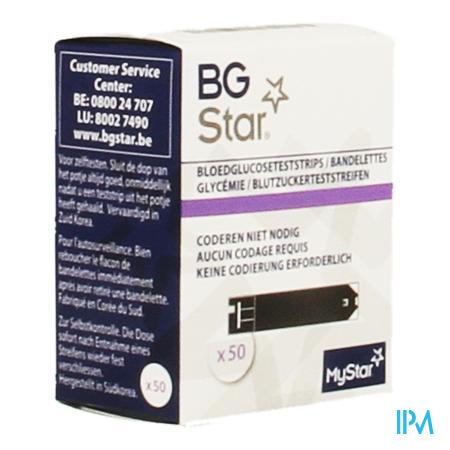 Customer Service
Center:
BE: 0800 24 707
LU: 8002 7490
www.bgstar.be
Voor zelftesten. Sluit de dop van
het potje altijd goed, onmiddellijk
nadat u een teststrip uit het potje
heeft gehaald. Vervaardigd in
Zuid Korea.
Pour l'autosurveillance. Bien
reboucher le flacon de
bandelettes immédiatement
après avoir retiré une bandelette.
Fabriqué en Corée du Sud.
Zur Selbstkontrolle. Die Dose
sofort nach Entnahme eines
Streifens wieder fest
verschliessen.
Hergestellt in Südkorea.
x 50
BG
Star®
BLOEDGLUCOSETESTSTRIPS / BANDELETTES
GLYCÉMIE / BLUTZUCKERTESTSTREIFEN
CODEREN NIET NODIG
AUCUN CODAGE REQUIS
KEINE CODIERUNG ERFORDERLICH
x 50
MyStar
IPM